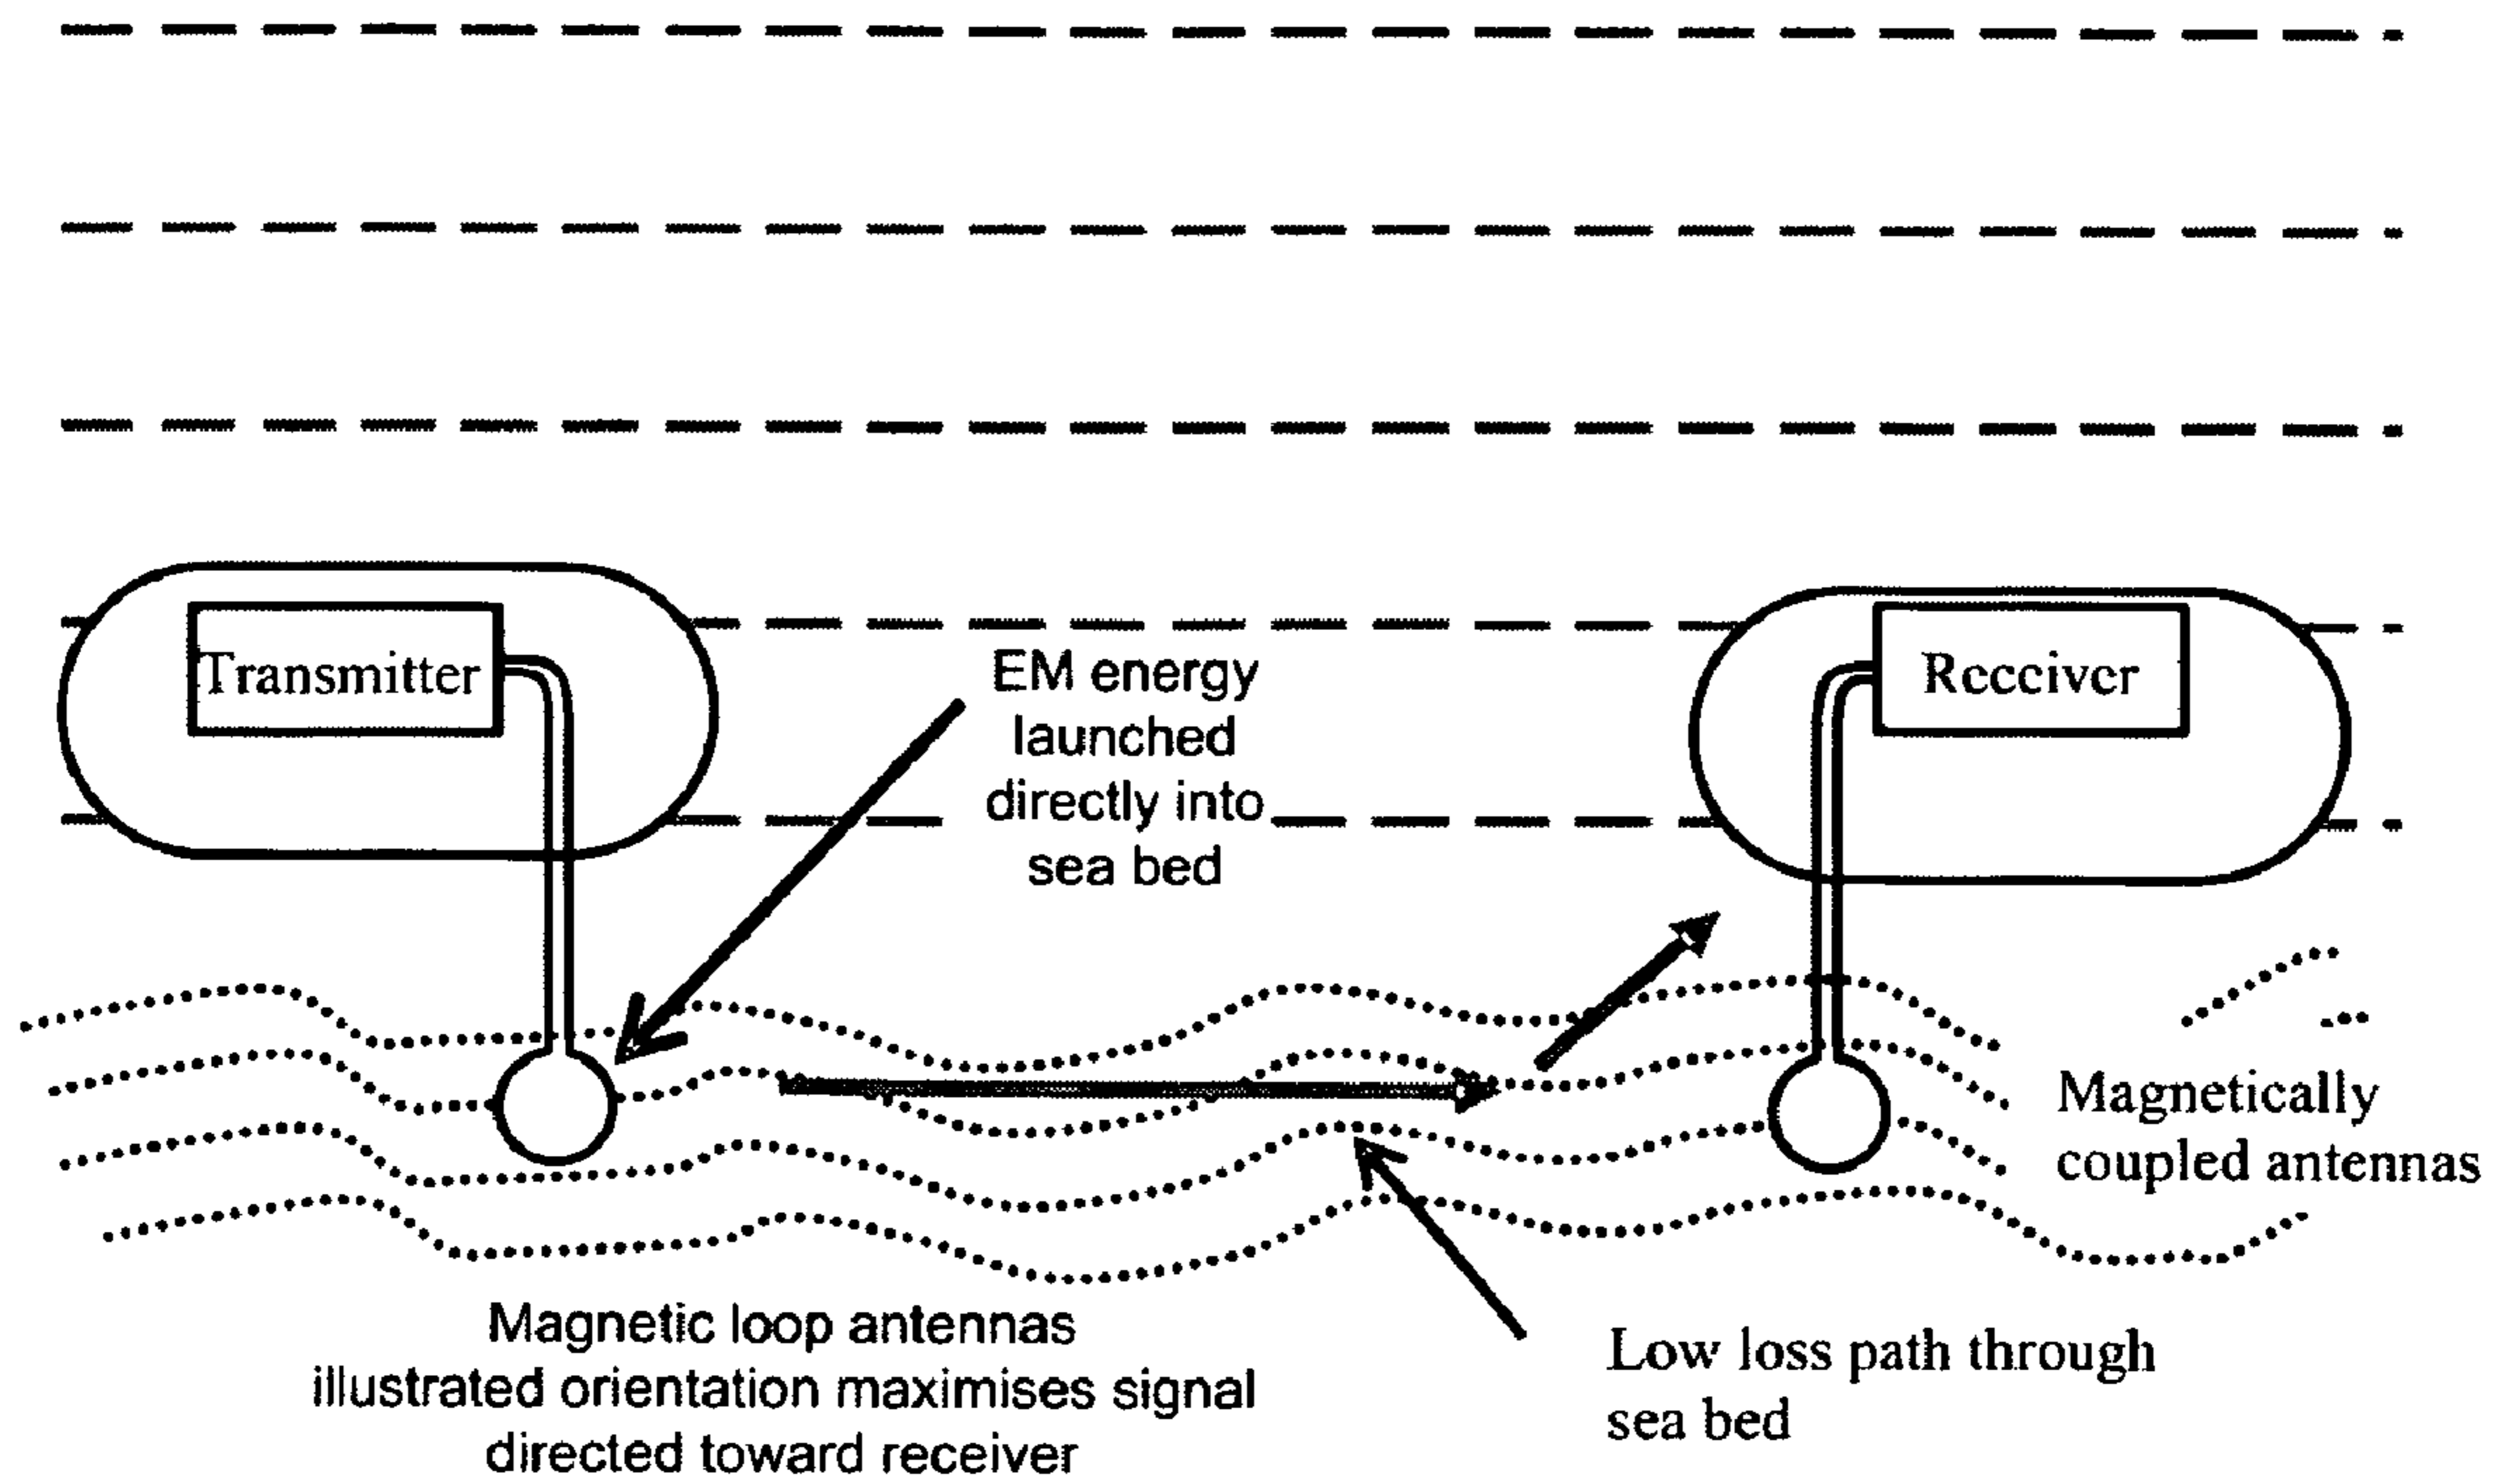 Transmitter
EM energy
launched
directly into
sea bed
Receiver
Magnetically
coupled antennas
Magnetic loop antennas
illustrated orientation maximises signal
directed toward receiver
Low loss path through
sea bed